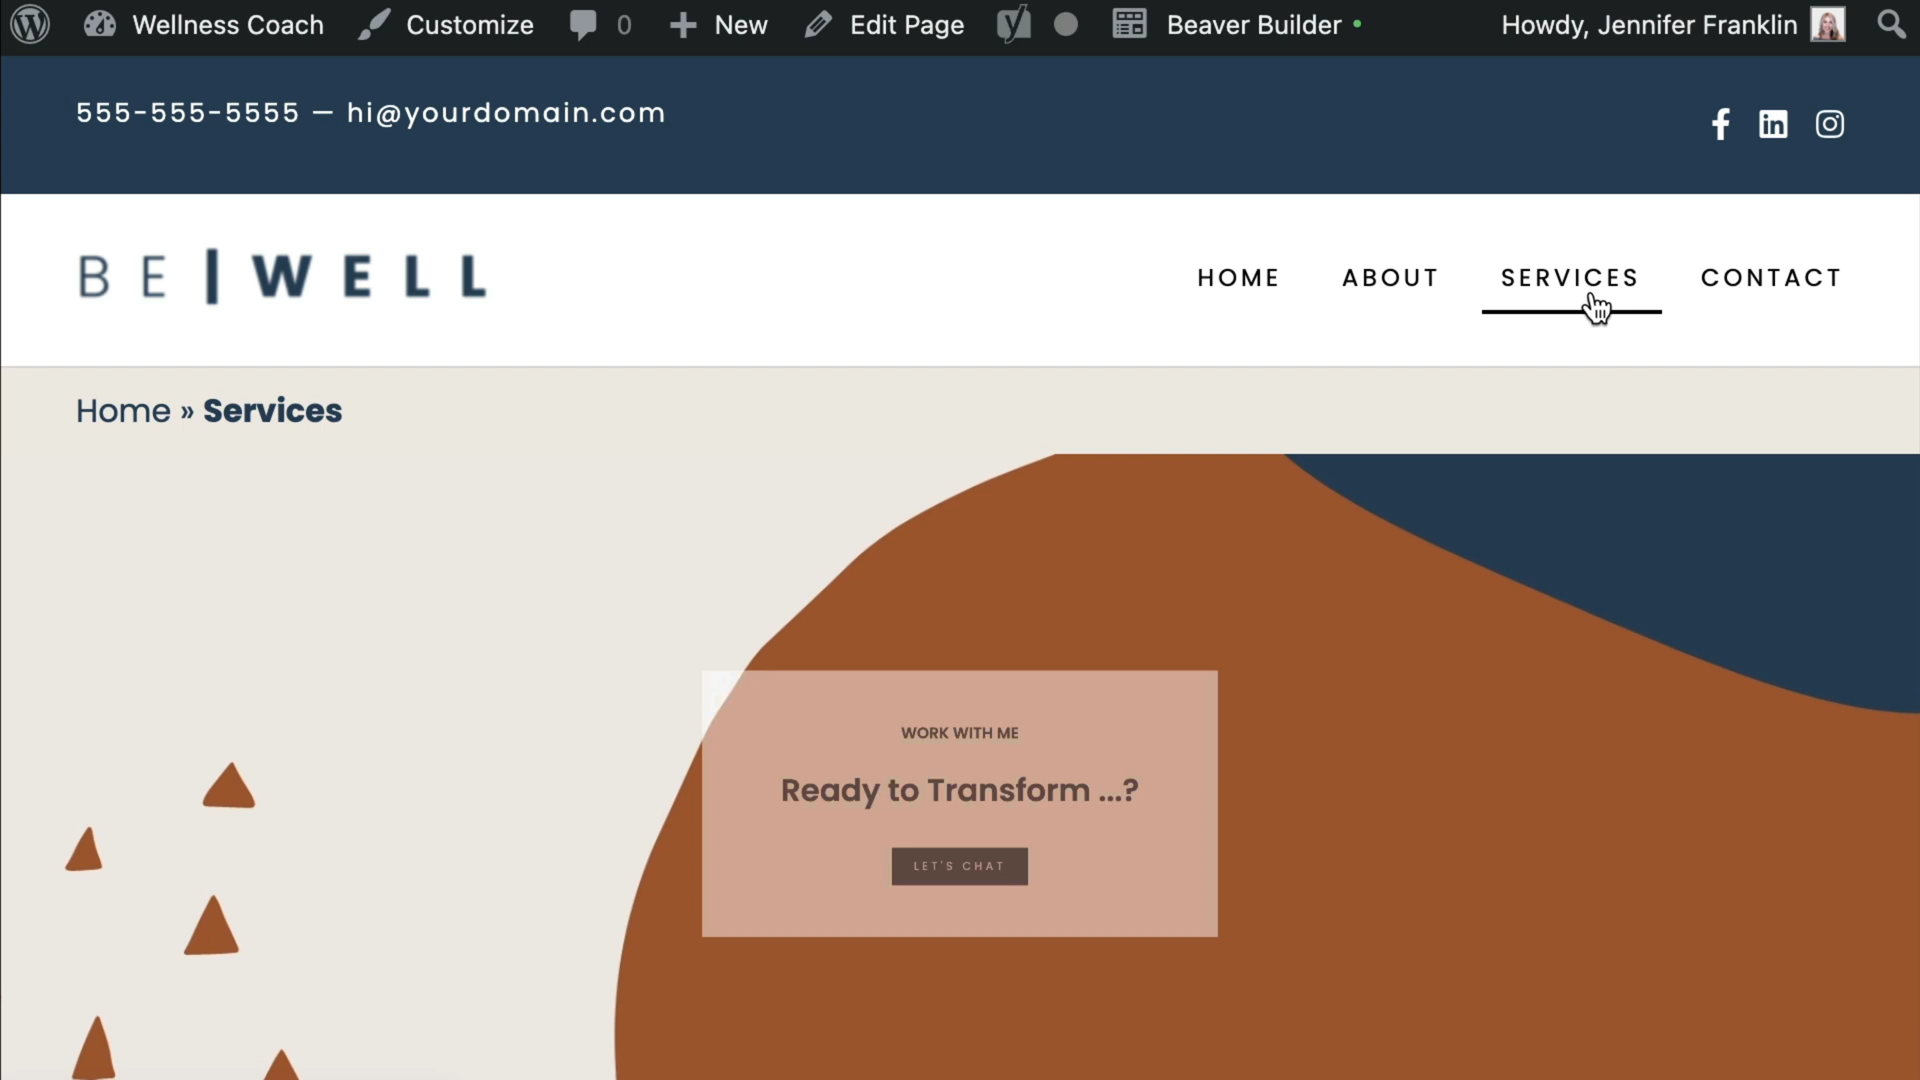 Wellness Coach Customize 0 New Edit Page Beaver Builder Howdy, Jennifer Franklin
555-555-5555 — hi@yourdomain.com
BE | WELL
HOME ABOUT SERVICES CONTACT
Home » Services
WORK WITH ME
Ready to Transform ...?
LET'S CHAT